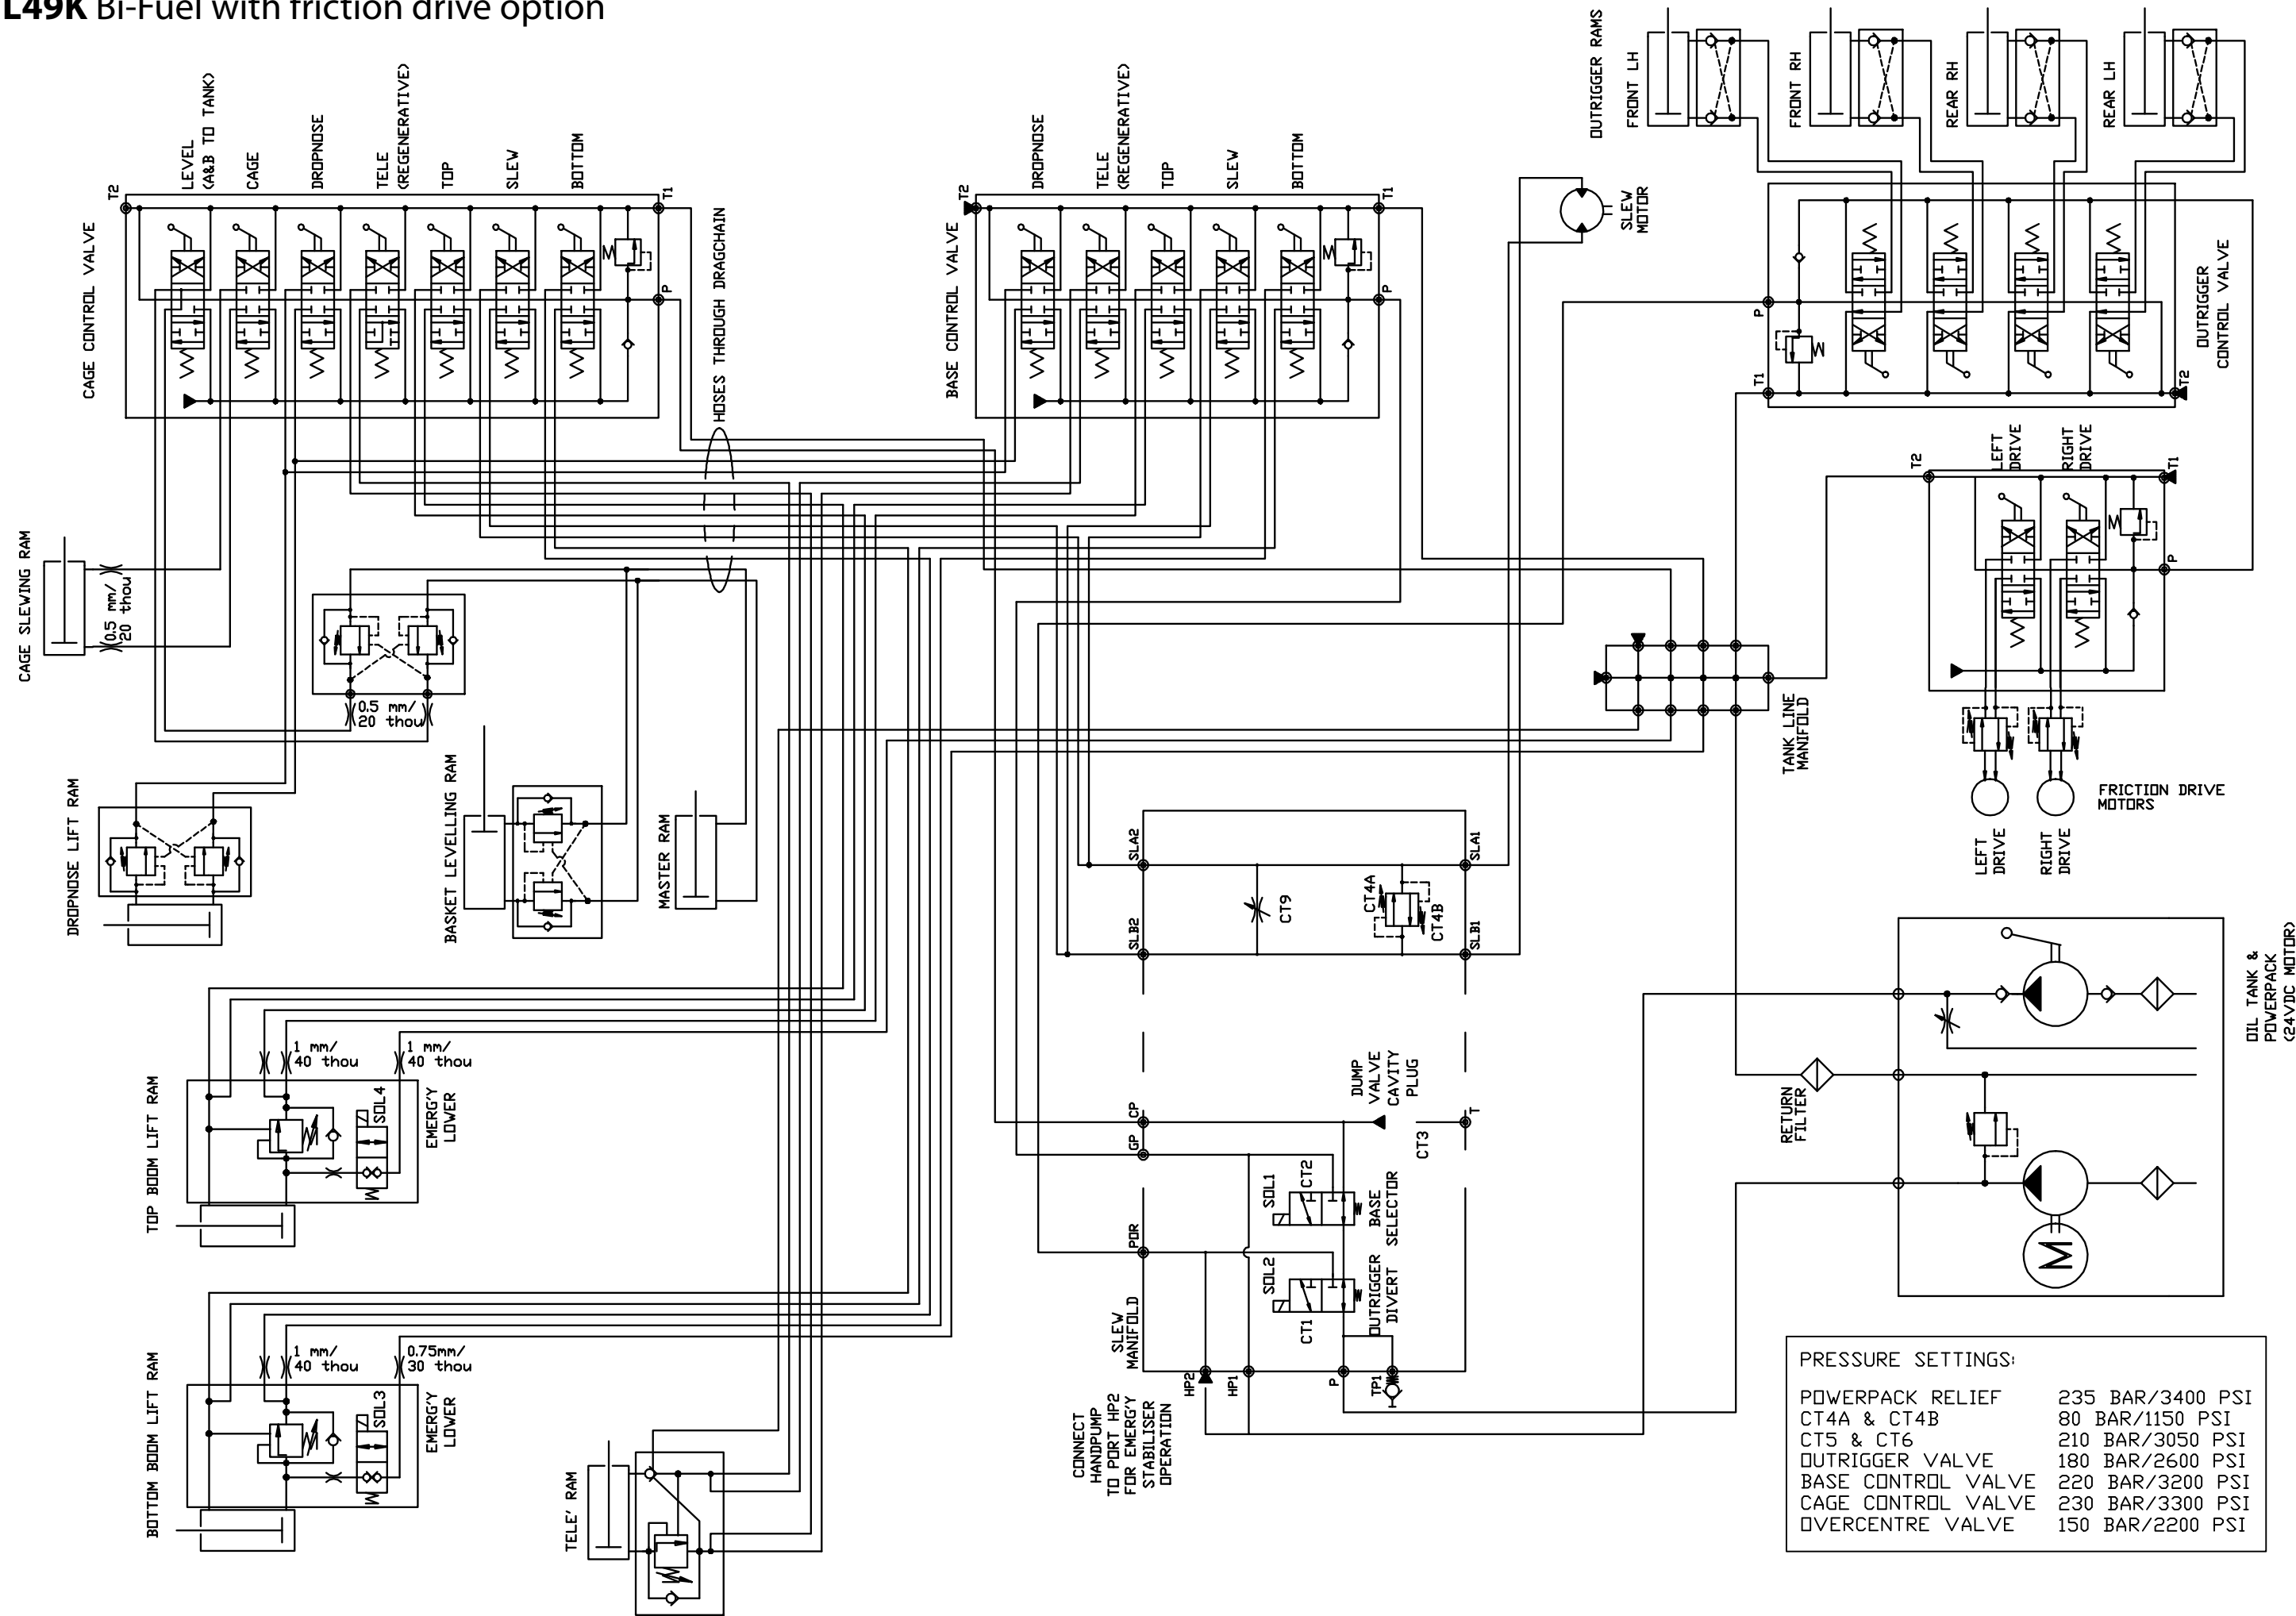 L49K Bi-Fuel with friction drive option
CAGE CONTROL VALVE
T2
LEVEL
(A&B TO TANK)
CAGE
DROPNOSE
TELE
(REGENERATIVE)
TOP
SLEW
BOTTOM
T1
P
HOSES THROUGH DRAGCHAIN
BASE CONTROL VALVE
T2
DROPNOSE
TELE
(REGENERATIVE)
TOP
SLEW
BOTTOM
T1
P
SLEW
MOTOR
OUTRIGGER RAMS
FRONT LH
FRONT RH
REAR RH
REAR LH
P
T1
T2
OUTRIGGER
CONTROL VALVE
T2
LEFT
DRIVE
RIGHT
DRIVE
T1
P
FRICTION DRIVE
MOTORS
LEFT
DRIVE
RIGHT
DRIVE
TANK LINE
MANIFOLD
CAGE SLEWING RAM
0.5 mm/
20 thou
0.5 mm/
20 thou
DROPNOSE LIFT RAM
BASKET LEVELLING RAM
MASTER RAM
SLA2
SLA1
SLB2
SLB1
CT9
CT4A
CT4B
TOP BOOM LIFT RAM
1 mm/
40 thou
1 mm/
40 thou
SOL4
EMERG'Y
LOWER
BOTTOM BOOM LIFT RAM
1 mm/
40 thou
0.75mm/
30 thou
SOL3
EMERG'Y
LOWER
TELE' RAM
CP
GP
POR
DUMP
VALVE
CAVITY
PLUG
CT3
T
SOL1
CT2
BASE
SELECTOR
SOL2
CT1
OUTRIGGER
DIVERT
SLEW
MANIFOLD
HP2
HP1
P
TP1
CONNECT
HANDPUMP
TO PORT HP2
FOR EMERG'Y
STABILISER
OPERATION
RETURN
FILTER
M
OIL TANK &
POWERPACK
(24VDC MOTOR)
PRESSURE SETTINGS:
POWERPACK RELIEF 235 BAR/3400 PSI
CT4A & CT4B 80 BAR/1150 PSI
CT5 & CT6 210 BAR/3050 PSI
OUTRIGGER VALVE 180 BAR/2600 PSI
BASE CONTROL VALVE 220 BAR/3200 PSI
CAGE CONTROL VALVE 230 BAR/3300 PSI
OVERCENTRE VALVE 150 BAR/2200 PSI